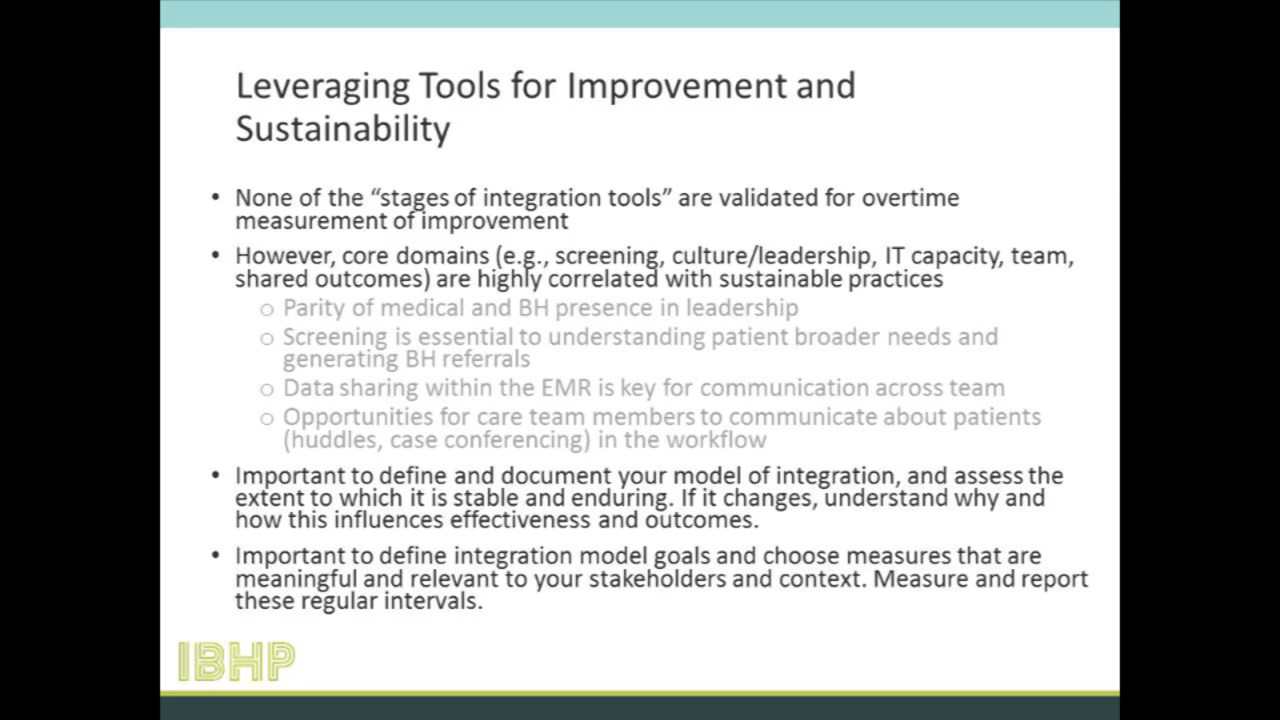 Leveraging Tools for Improvement and
Sustainability
• None of the “stages of integration tools” are validated for overtime
measurement of improvement
• However, core domains (e.g., screening, culture/leadership, IT capacity, team,
shared outcomes) are highly correlated with sustainable practices
o Parity of medical and BH presence in leadership
o Screening is essential to understanding patient broader needs and
generating BH referrals
o Data sharing within the EMR is key for communication across team
o Opportunities for care team members to communicate about patients
(huddles, case conferencing) in the workflow
• Important to define and document your model of integration, and assess the
extent to which it is stable and enduring. If it changes, understand why and
how this influences effectiveness and outcomes.
• Important to define integration model goals and choose measures that are
meaningful and relevant to your stakeholders and context. Measure and report
these regular intervals.
IBHP